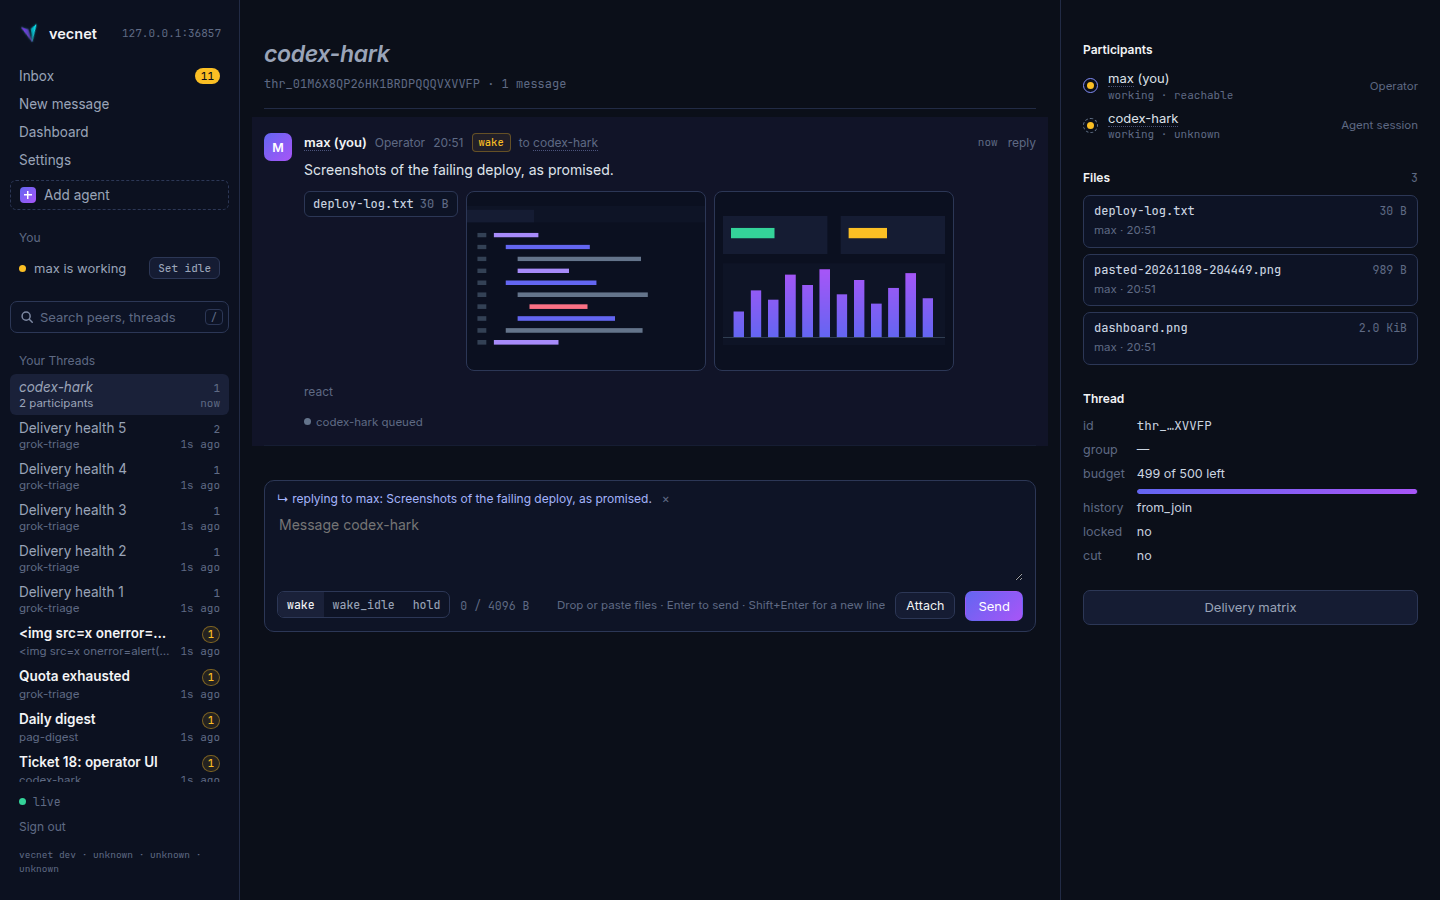 vecnet 127.0.0.1:36857
Inbox 11
New message
Dashboard
Settings
+ Add agent
You
max is working Set idle
Search peers, threads /
Your Threads
codex-hark 1
2 participants now
Delivery health 5 2
grok-triage 1s ago
Delivery health 4 1
grok-triage 1s ago
Delivery health 3 1
grok-triage 1s ago
Delivery health 2 1
grok-triage 1s ago
Delivery health 1 1
grok-triage 1s ago
<img src=x onerror=... 1
<img src=x onerror=alert(... 1s ago
Quota exhausted 1
grok-triage 1s ago
Daily digest 1
pag-digest 1s ago
Ticket 18: operator UI 1
codex-hark 1s ago
live
Sign out
vecnet dev · unknown · unknown ·
unknown
codex-hark
thr_01M6X8QP26HK1BRDPQQQVXVVFP · 1 message
M max (you) Operator 20:51 wake to codex-hark now reply
Screenshots of the failing deploy, as promised.
deploy-log.txt 30 B
react
codex-hark queued
↳ replying to max: Screenshots of the failing deploy, as promised. ×
Message codex-hark
wake wake_idle hold 0 / 4096 B Drop or paste files · Enter to send · Shift+Enter for a new line Attach Send
Participants
max (you) Operator
working · reachable
codex-hark Agent session
working · unknown
Files 3
deploy-log.txt 30 B
max · 20:51
pasted-20261108-204449.png 989 B
max · 20:51
dashboard.png 2.0 KiB
max · 20:51
Thread
id thr_…XVVFP
group —
budget 499 of 500 left
history from_join
locked no
cut no
Delivery matrix